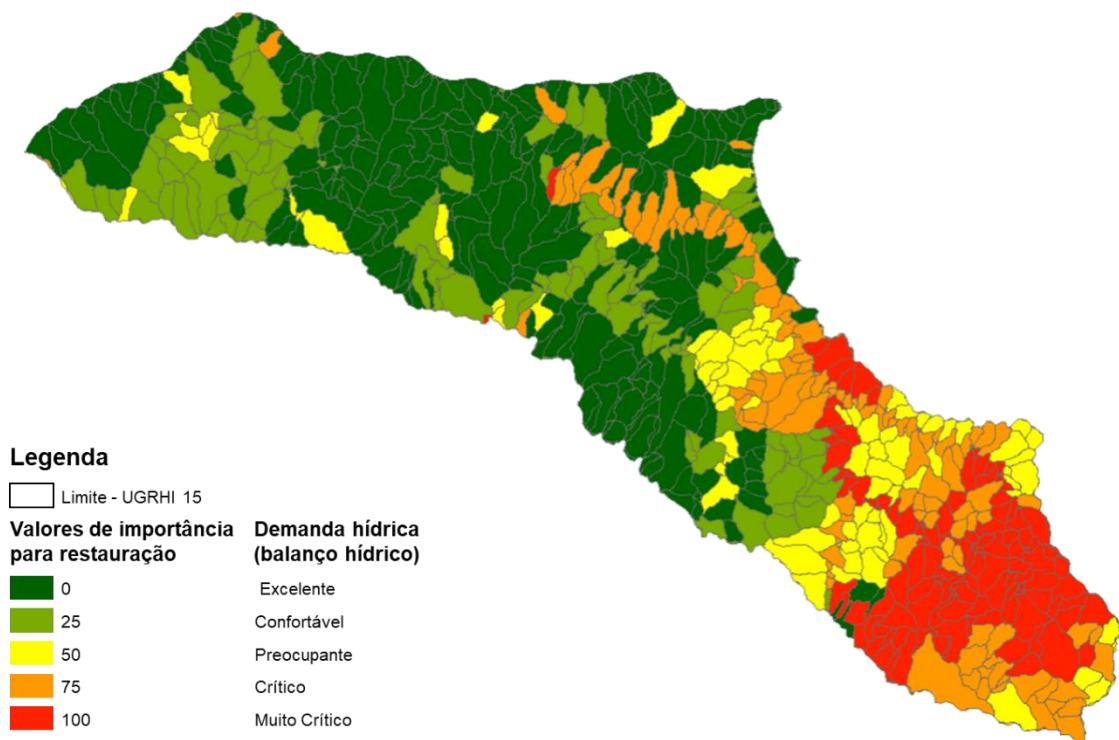 Legenda
Limite - UGRHI 15
Valores de importância para restauração
Demanda hídrica (balanço hídrico)
0 Excelente
25 Confortável
50 Preocupante
75 Crítico
100 Muito Crítico